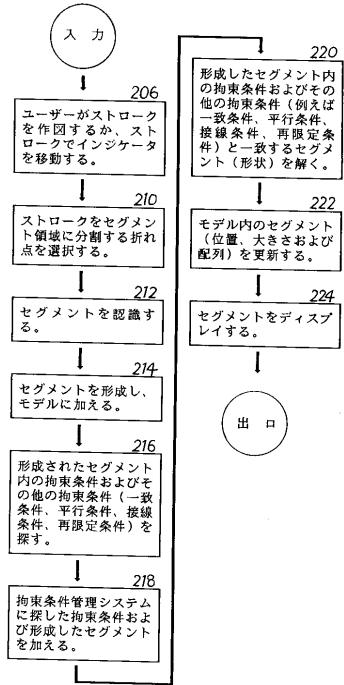 入力
206
ユーザーがストローク
を作図するか、スト
ロークでインジケータ
を移動する。
210
ストロークをセグメン
ト領域に分割する折れ
点を選択する。
212
セグメントを認識す
る。
214
セグメントを形成し、
モデルに加える。
216
形成されたセグメント
内の拘束条件およびそ
の他の拘束条件(一致
条件、平行条件、接線
条件、再限定条件)を
探す。
218
拘束条件管理システム
に探した拘束条件およ
び形成したセグメント
を加える。
220
形成したセグメント内
の拘束条件およびその
他の拘束条件(例えば
一致条件、平行条件、
接線条件、再限定条
件)と一致するセグメ
ント(形状)を解く。
222
モデル内のセグメント
(位置、大きさおよび
配列)を更新する。
224
セグメントをディスプ
レイする。
出口